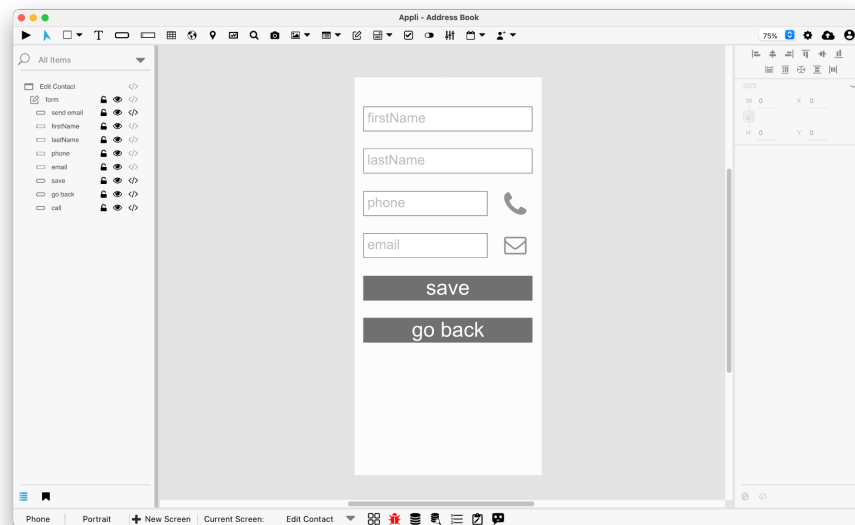 Appli - Address Book
T
75%
All Items
Edit Contact </>
form </>
send email </>
firstName </>
lastName </>
phone </>
email </>
save </>
go back </>
call </>
firstName
lastName
phone
email
save
go back
SIZE
W 0 X 0
H 0 Y 0
</>
Phone Portrait New Screen Current Screen: Edit Contact